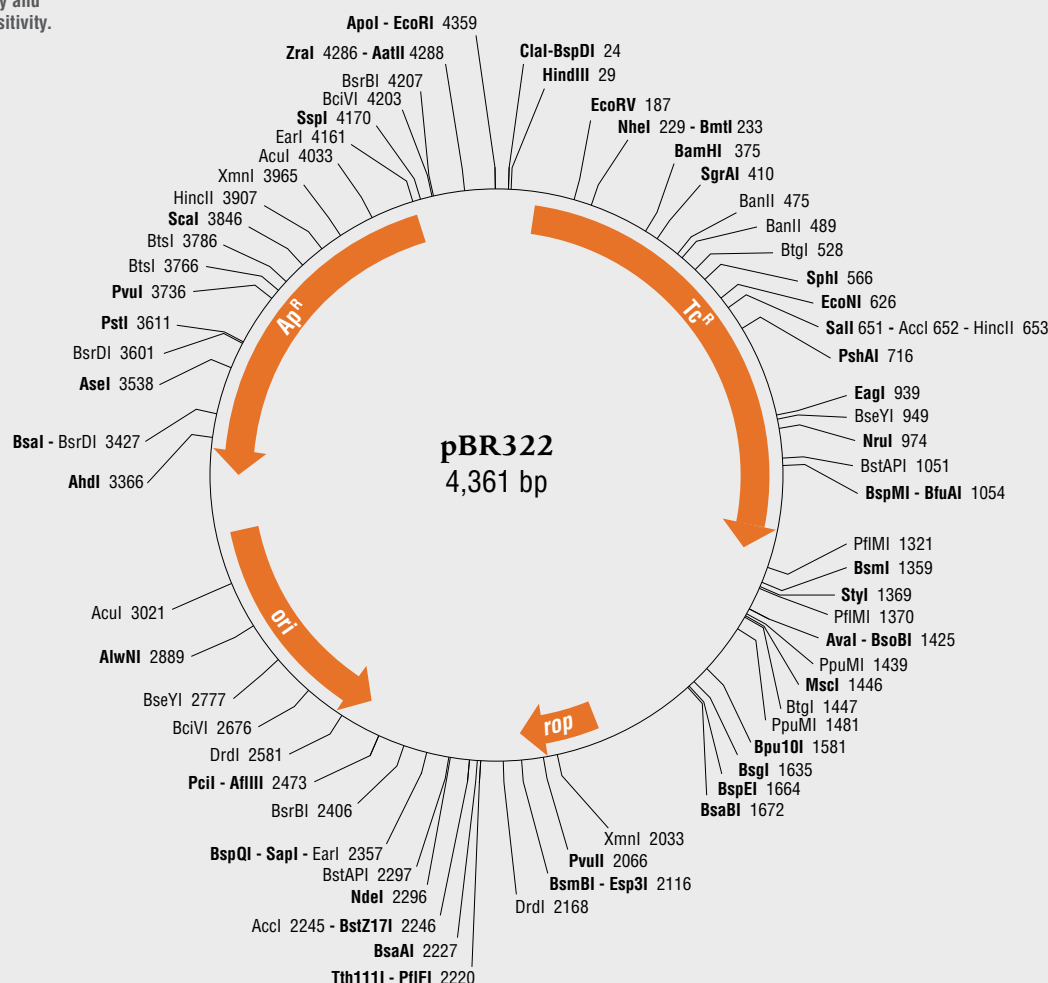 y and
sitivity.
ApoI - EcoRI 4359
ZraI 4286 - AatII 4288
BsrBI 4207
BciVI 4203
SspI 4170
EarI 4161
AcuI 4033
XmnI 3965
HincII 3907
ScaI 3846
BtsI 3786
BtsI 3766
PvuI 3736
PstI 3611
BsrDI 3601
AseI 3538
BsaI - BsrDI 3427
AhdI 3366
ClaI-BspDI 24
HindIII 29
EcoRV 187
NheI 229 - BmtI 233
BamHI 375
SgrAI 410
BanII 475
BanII 489
BtgI 528
SphI 566
EcoNI 626
SalI 651 - AccI 652 - HincII 653
PshAI 716
EagI 939
BseYI 949
NruI 974
BstAPI 1051
BspMI - BfuAI 1054
PflMI 1321
BsmI 1359
StyI 1369
PflMI 1370
AvaI - BsoBI 1425
PpuMI 1439
MscI 1446
BtgI 1447
PpuMI 1481
Bpu10I 1581
BsgI 1635
BspEI 1664
BsaBI 1672
XmnI 2033
PvuII 2066
BsmBI - Esp3I 2116
DrdI 2168
AcuI 3021
AlwNI 2889
BseYI 2777
BciVI 2676
DrdI 2581
PciI - AflIII 2473
BsrBI 2406
BspQI - SapI - EarI 2357
BstAPI 2297
NdeI 2296
AccI 2245 - BstZ17I 2246
BsaAI 2227
Tth111I - PflFI 2220
pBR322
4,361 bp
ApR
TcR
ori
rop